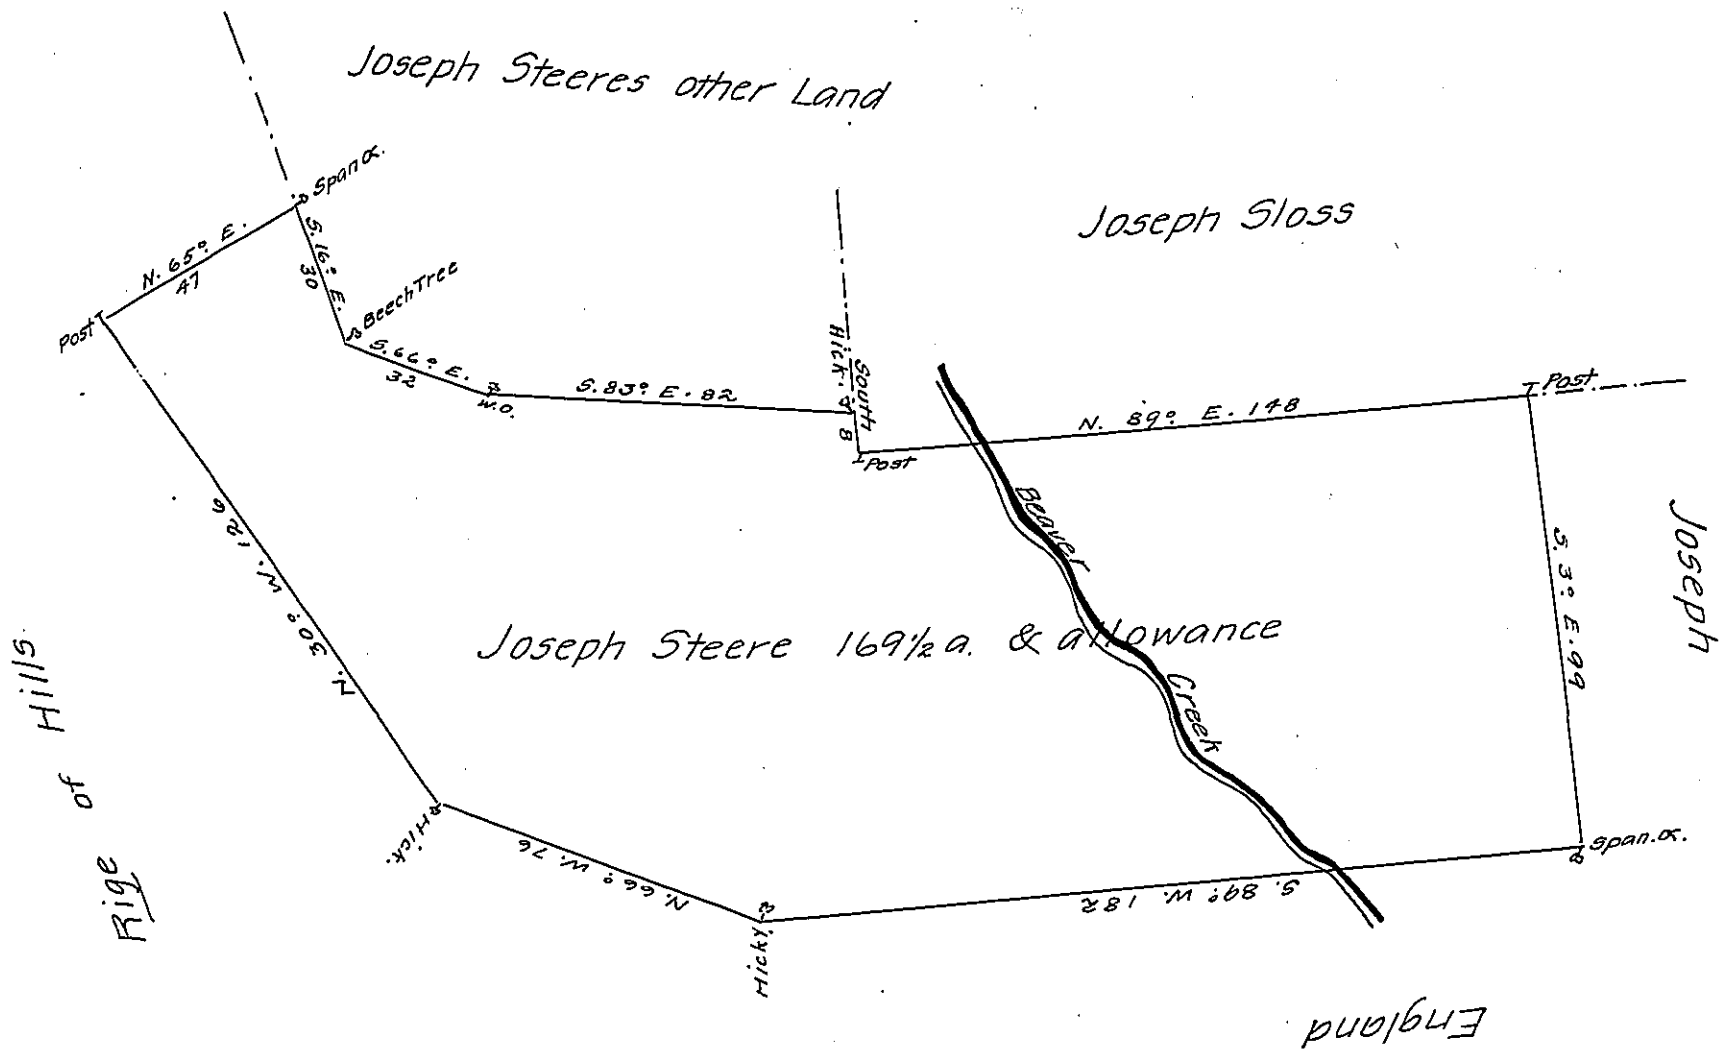 Joseph Steeres other Land
Span α.
N. 65° E.
47
S. 16° E.
30
Post
Beech Tree
S. 66° E.
32
W.O.
S. 83° E. 82
Hick.
South
8
Post
Joseph Sloss
N. 89° E. 148
Post
S. 3° E. 99
Joseph
Beaver
Creek
Joseph Steere 169½ a. & allowance
N. 30° W. 126
Rige of Hills
Hick.
N. 66° W. 76
Hicky
S. 89° W. 182
Span. α.
England